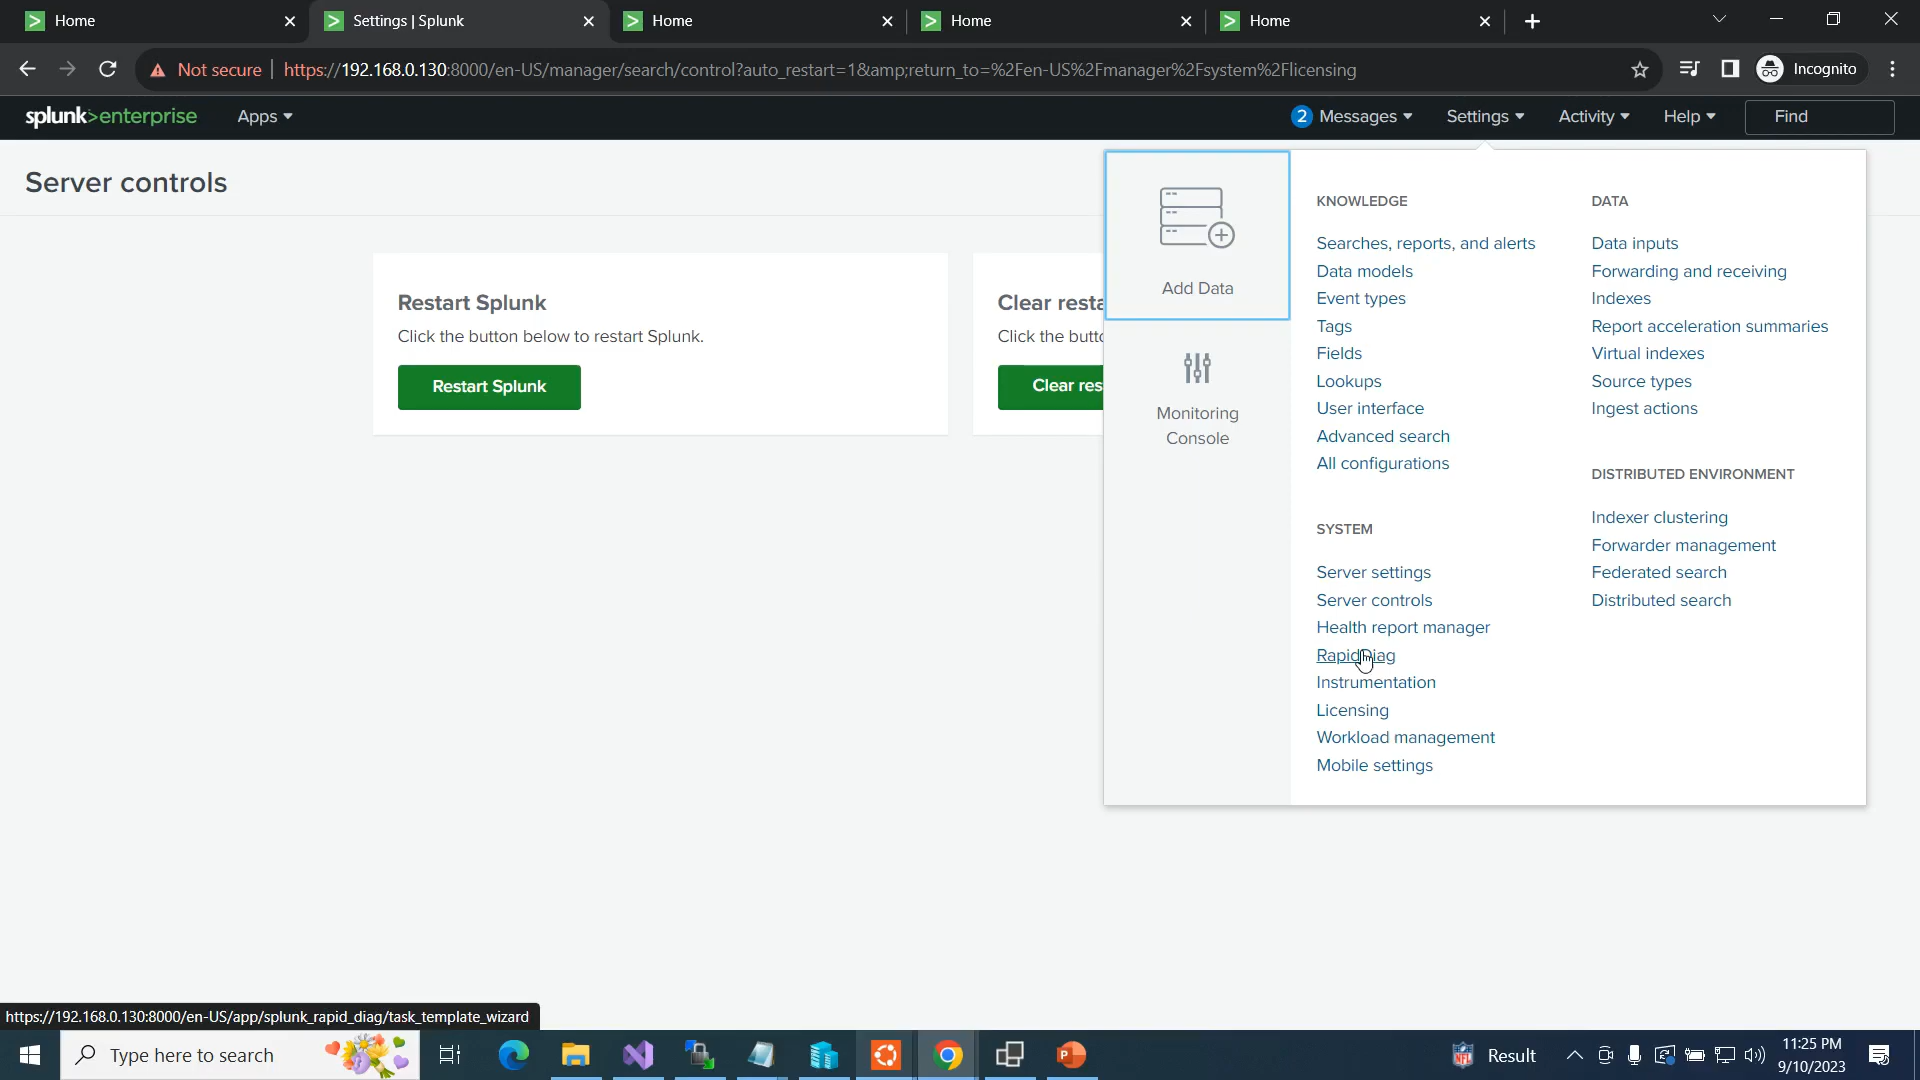 Home
Settings | Splunk
Home
Home
Home
Not secure
https://192.168.0.130:8000/en-US/manager/search/control?auto_restart=1&amp;return_to=%2Fen-US%2Fmanager%2Fsystem%2Flicensing
Incognito
splunk>enterprise
Apps
2 Messages
Settings
Activity
Help
Find
Server controls
Restart Splunk
Click the button below to restart Splunk.
Restart Splunk
Clear resta
Click the butt
Clear res
Add Data
Monitoring
Console
KNOWLEDGE
Searches, reports, and alerts
Data models
Event types
Tags
Fields
Lookups
User interface
Advanced search
All configurations
SYSTEM
Server settings
Server controls
Health report manager
RapidDiag
Instrumentation
Licensing
Workload management
Mobile settings
DATA
Data inputs
Forwarding and receiving
Indexes
Report acceleration summaries
Virtual indexes
Source types
Ingest actions
DISTRIBUTED ENVIRONMENT
Indexer clustering
Forwarder management
Federated search
Distributed search
https://192.168.0.130:8000/en-US/app/splunk_rapid_diag/task_template_wizard
Type here to search
Result
11:25 PM
9/10/2023